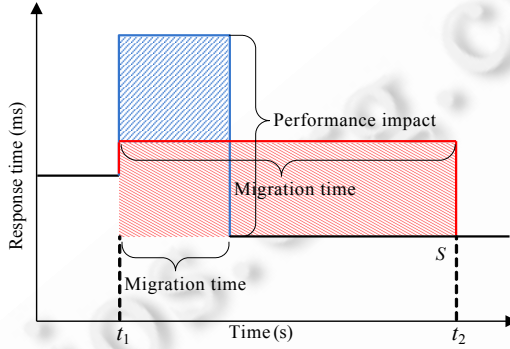 Response time (ms)
Performance impact
Migration time
S
Migration time
t1
Time (s)
t2